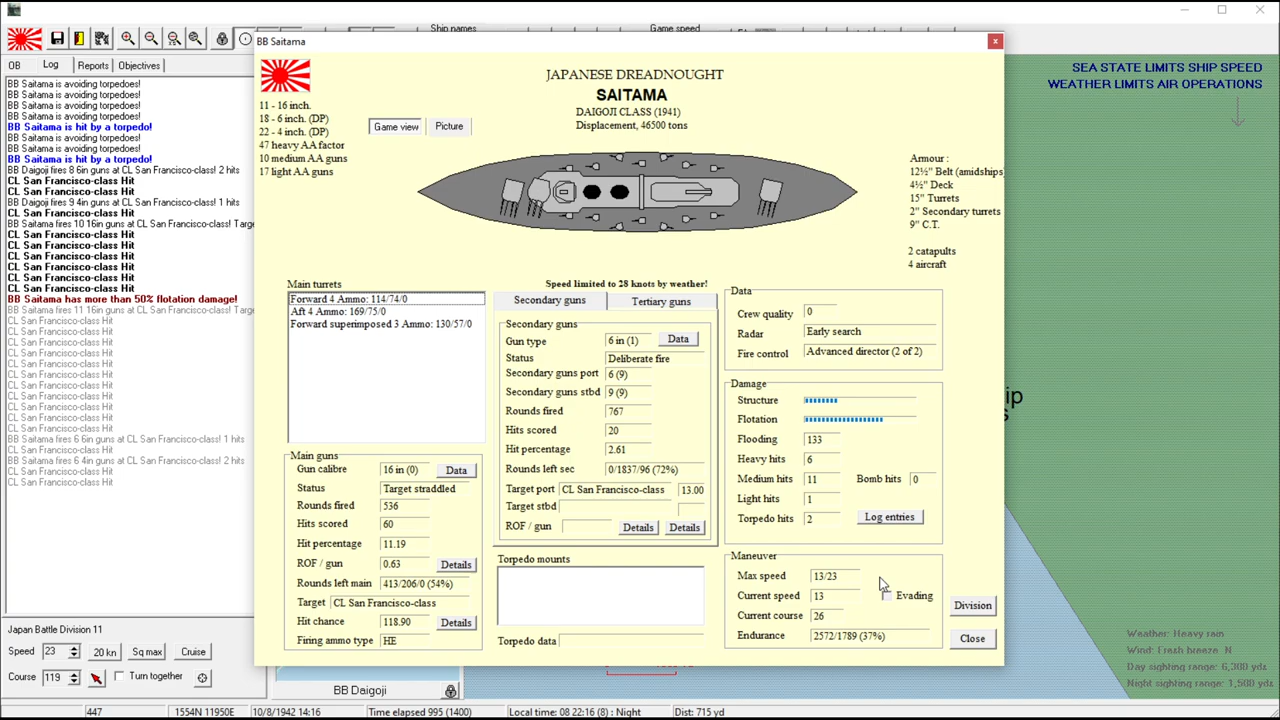 Ship names
Game speed
BB Saitama
OB
Log
Reports
Objectives
BB Saitama is avoiding torpedoes!
BB Saitama is avoiding torpedoes!
BB Saitama is avoiding torpedoes!
BB Saitama is avoiding torpedoes!
BB Saitama is hit by a torpedo!
BB Saitama is avoiding torpedoes!
BB Saitama is avoiding torpedoes!
BB Saitama is hit by a torpedo!
BB Daigoji fires 8 6in guns at CL San Francisco-class! 2 hits
CL San Francisco-class Hit
CL San Francisco-class Hit
BB Daigoji fires 9 4in guns at CL San Francisco-class! 1 hits
CL San Francisco-class Hit
BB Saitama fires 10 16in guns at CL San Francisco-class! Targe
CL San Francisco-class Hit
CL San Francisco-class Hit
CL San Francisco-class Hit
CL San Francisco-class Hit
CL San Francisco-class Hit
BB Saitama has more than 50% flotation damage!
BB Saitama fires 11 16in guns at CL San Francisco-class! Targe
CL San Francisco-class Hit
CL San Francisco-class Hit
CL San Francisco-class Hit
CL San Francisco-class Hit
CL San Francisco-class Hit
CL San Francisco-class Hit
CL San Francisco-class Hit
CL San Francisco-class Hit
CL San Francisco-class Hit
CL San Francisco-class Hit
BB Saitama fires 6 6in guns at CL San Francisco-class! 1 hits
CL San Francisco-class Hit
BB Saitama fires 6 4in guns at CL San Francisco-class! 2 hits
CL San Francisco-class Hit
CL San Francisco-class Hit
Japan Battle Division 11
Speed 23 20 kn Sq max Cruise
Course 119 Turn together
JAPANESE DREADNOUGHT
SAITAMA
DAIGOJI CLASS (1941)
Displacement, 46500 tons
11 - 16 inch.
18 - 6 inch. (DP)
22 - 4 inch. (DP)
47 heavy AA factor
10 medium AA guns
17 light AA guns
Game view
Picture
Armour :
12½" Belt (amidships)
4½" Deck
15" Turrets
2" Secondary turrets
9" C.T.
2 catapults
4 aircraft
Speed limited to 28 knots by weather!
Main turrets
Forward 4 Ammo: 114/74/0
Aft 4 Ammo: 169/75/0
Forward superimposed 3 Ammo: 130/57/0
Main guns
Gun calibre 16 in (0) Data
Status Target straddled
Rounds fired 536
Hits scored 60
Hit percentage 11.19
ROF / gun 0.63 Details
Rounds left main 413/206/0 (54%)
Target CL San Francisco-class
Hit chance 118.90 Details
Firing ammo type HE
Secondary guns
Tertiary guns
Secondary guns
Gun type 6 in (1) Data
Status Deliberate fire
Secondary guns port 6 (9)
Secondary guns stbd 9 (9)
Rounds fired 767
Hits scored 20
Hit percentage 2.61
Rounds left sec 0/1837/96 (72%)
Target port CL San Francisco-class 13.00
Target stbd
ROF / gun Details Details
Torpedo mounts
Torpedo data
Data
Crew quality 0
Radar Early search
Fire control Advanced director (2 of 2)
Damage
Structure
Flotation
Flooding 133
Heavy hits 6
Medium hits 11 Bomb hits 0
Light hits 1
Torpedo hits 2 Log entries
Maneuver
Max speed 13/23
Current speed 13 Evading
Current course 26
Endurance 2572/1789 (37%)
Division
Close
SEA STATE LIMITS SHIP SPEED
WEATHER LIMITS AIR OPERATIONS
Weather: Heavy rain
Wind: Fresh breeze N
Day sighting range: 6,300 ydz
Night sighting range: 1,500 ydz
BB Daigoji
447
1554N 11950E
10/8/1942 14:16
Time elapsed 995 (1400)
Local time: 08 22:16 (8) : Night
Dist: 715 yd